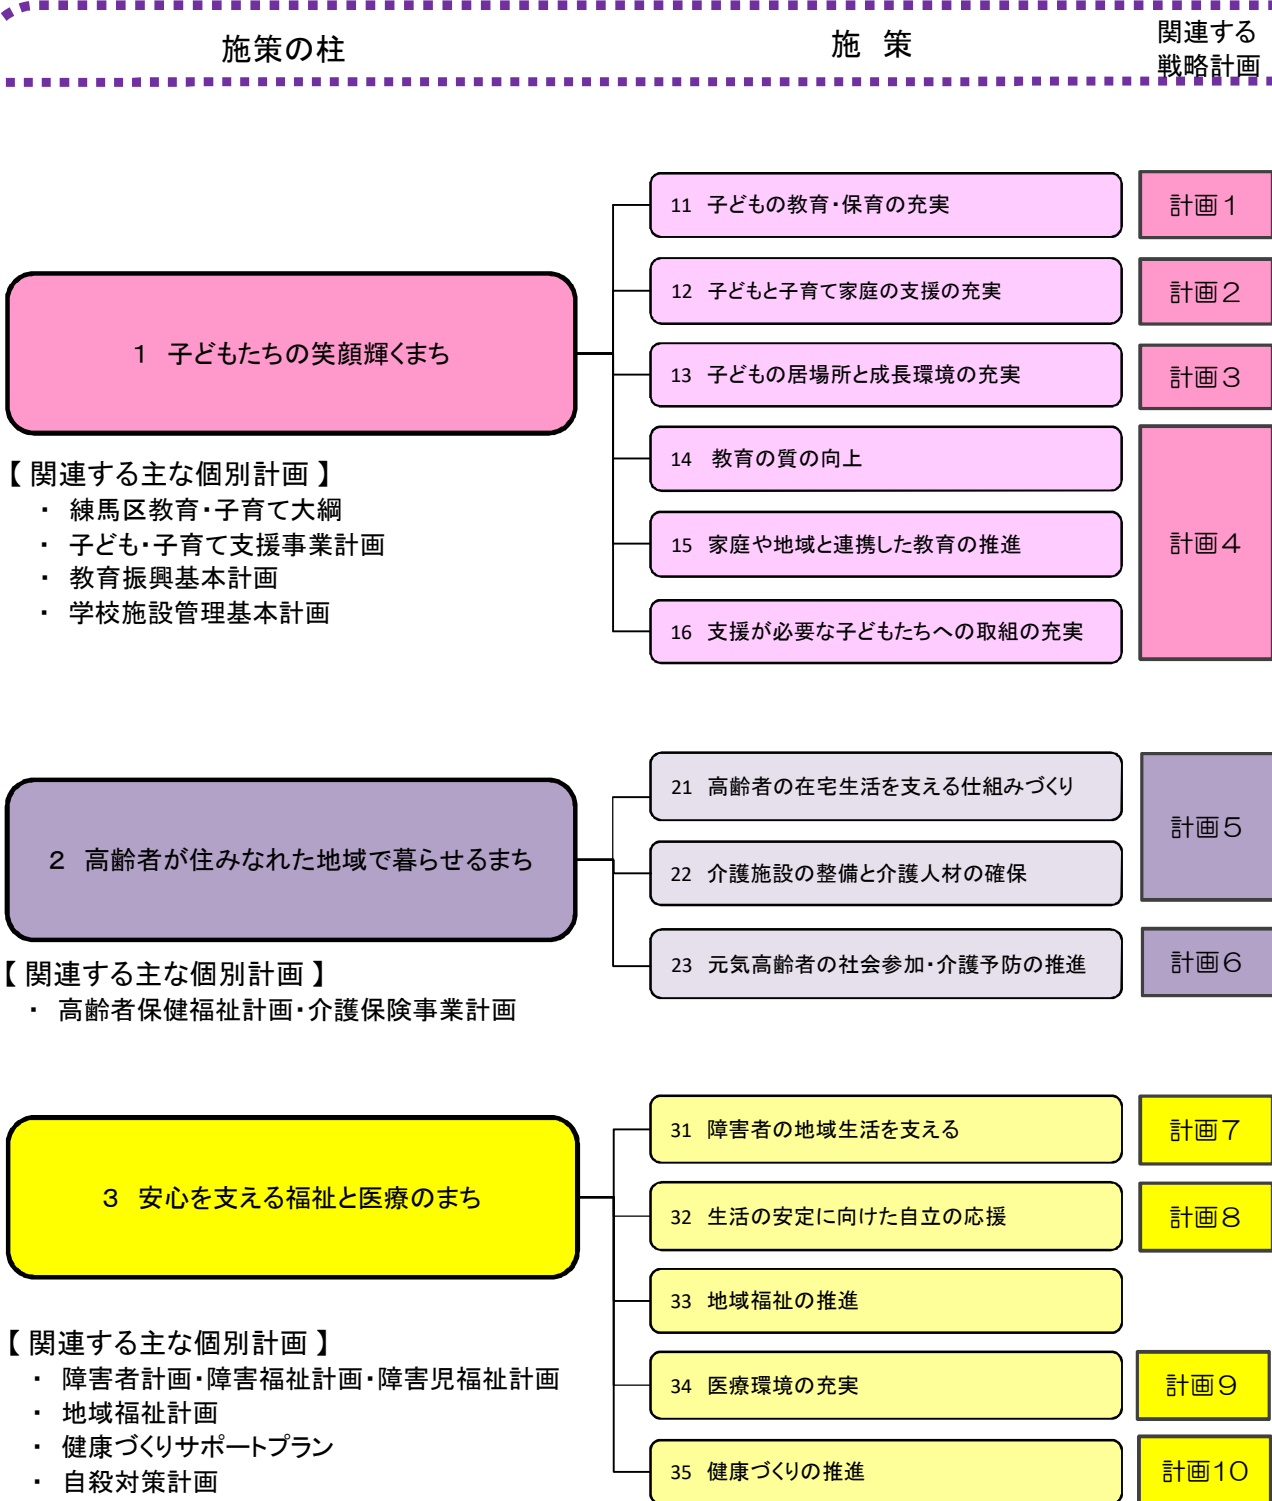 施策の柱
施 策
関連する
戦略計画
1 子どもたちの笑顔輝くまち
11 子どもの教育・保育の充実
計画1
12 子どもと子育て家庭の支援の充実
計画2
13 子どもの居場所と成長環境の充実
計画3
14 教育の質の向上
15 家庭や地域と連携した教育の推進
16 支援が必要な子どもたちへの取組の充実
計画4
【 関連する主な個別計画 】
・ 練馬区教育・子育て大綱
・ 子ども・子育て支援事業計画
・ 教育振興基本計画
・ 学校施設管理基本計画
2 高齢者が住みなれた地域で暮らせるまち
21 高齢者の在宅生活を支える仕組みづくり
22 介護施設の整備と介護人材の確保
計画5
23 元気高齢者の社会参加・介護予防の推進
計画6
【 関連する主な個別計画 】
・ 高齢者保健福祉計画・介護保険事業計画
3 安心を支える福祉と医療のまち
31 障害者の地域生活を支える
計画7
32 生活の安定に向けた自立の応援
計画8
33 地域福祉の推進
34 医療環境の充実
計画9
35 健康づくりの推進
計画10
【 関連する主な個別計画 】
・ 障害者計画・障害福祉計画・障害児福祉計画
・ 地域福祉計画
・ 健康づくりサポートプラン
・ 自殺対策計画